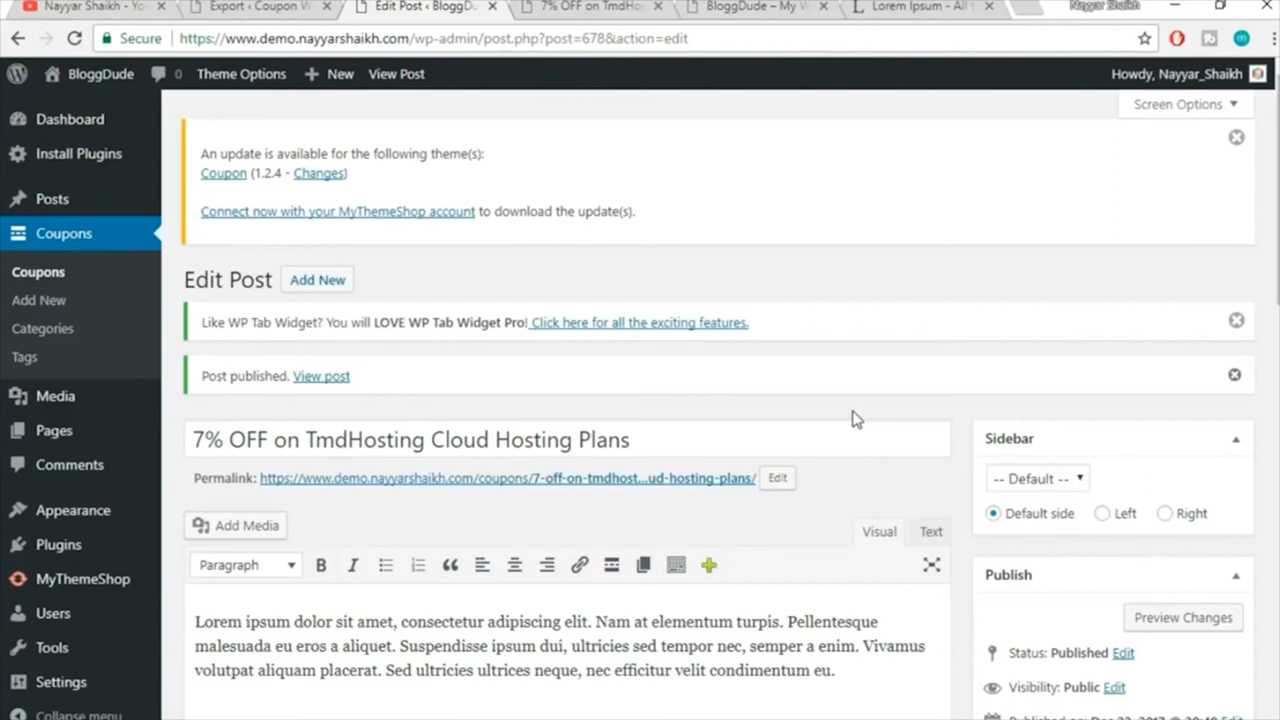 Nayyar Shaikh - Yo
Export ‹ Coupon W
Edit Post ‹ BloggD
7% OFF on TmdHo
BloggDude – My V
Lorem Ipsum - All
Nayyar Shaikh
Secure https://www.demo.nayyarshaikh.com/wp-admin/post.php?post=678&action=edit
BloggDude 0 Theme Options New View Post Howdy, Nayyar_Shaikh
Screen Options
Dashboard
Install Plugins
Posts
Coupons
Coupons
Add New
Categories
Tags
Media
Pages
Comments
Appearance
Plugins
MyThemeShop
Users
Tools
Settings
Collapse menu
An update is available for the following theme(s):
Coupon (1.2.4 - Changes)
Connect now with your MyThemeShop account to download the update(s).
Edit Post Add New
Like WP Tab Widget? You will LOVE WP Tab Widget Pro! Click here for all the exciting features.
Post published. View post
7% OFF on TmdHosting Cloud Hosting Plans
Permalink: https://www.demo.nayyarshaikh.com/coupons/7-off-on-tmdhost...ud-hosting-plans/ Edit
Add Media
Visual Text
Paragraph B I
Lorem ipsum dolor sit amet, consectetur adipiscing elit. Nam at elementum turpis. Pellentesque
malesuada eu eros a aliquet. Suspendisse ipsum dui, ultricies sed tempor nec, semper a enim. Vivamus
volutpat aliquam placerat. Sed ultricies ultrices neque, nec efficitur velit condimentum eu.
Sidebar
-- Default --
Default side Left Right
Publish
Preview Changes
Status: Published Edit
Visibility: Public Edit